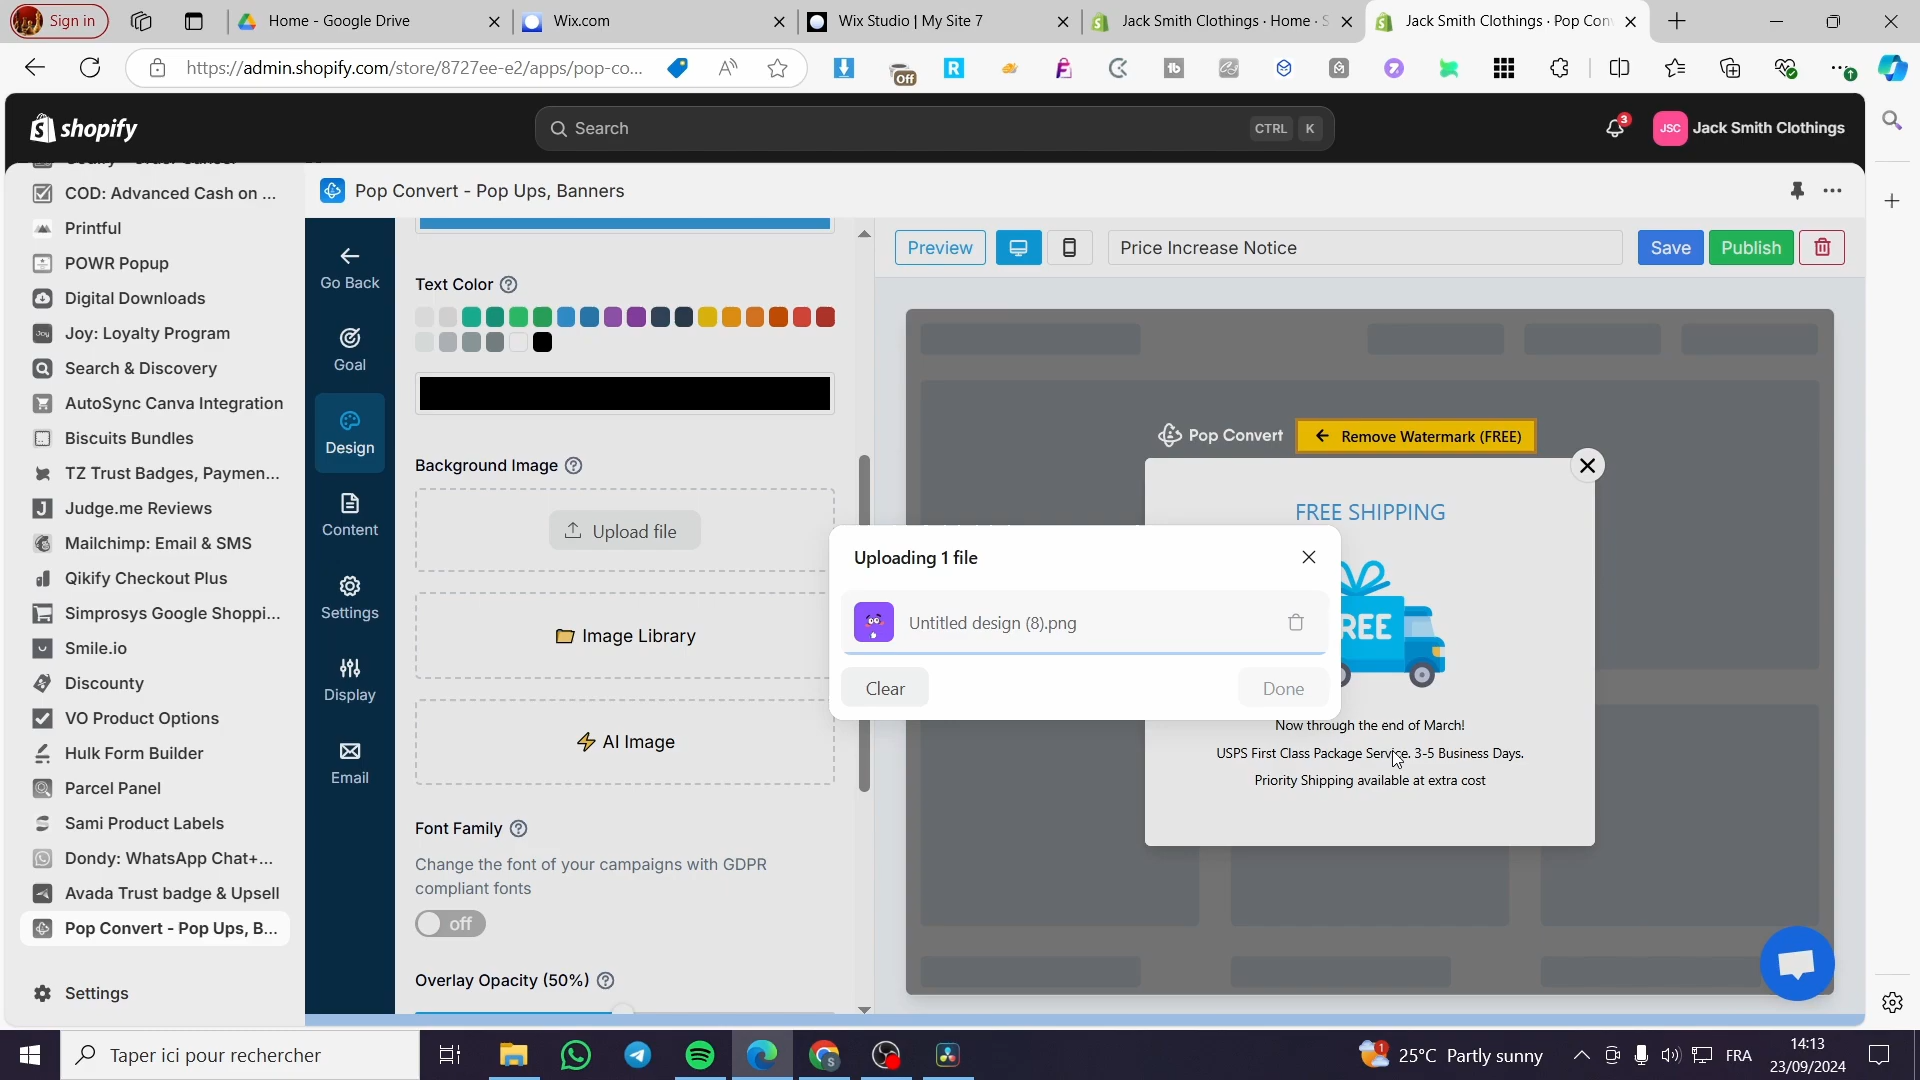 Sign in
Home - Google Drive
Wix.com
Wix Studio | My Site 7
Jack Smith Clothings · Home · S
Jack Smith Clothings · Pop Con
https://admin.shopify.com/store/8727ee-e2/apps/pop-co...
Off
shopify
Search
CTRL K
3
JSC
Jack Smith Clothings
COD: Advanced Cash on ...
Printful
POWR Popup
Digital Downloads
Joy: Loyalty Program
Search & Discovery
AutoSync Canva Integration
Biscuits Bundles
TZ Trust Badges, Paymen...
Judge.me Reviews
Mailchimp: Email & SMS
Qikify Checkout Plus
Simprosys Google Shoppi...
Smile.io
Discounty
VO Product Options
Hulk Form Builder
Parcel Panel
Sami Product Labels
Dondy: WhatsApp Chat+...
Avada Trust badge & Upsell
Pop Convert - Pop Ups, B...
Settings
Pop Convert - Pop Ups, Banners
Go Back
Goal
Design
Content
Settings
Display
Email
Text Color
Background Image
Upload file
Image Library
AI Image
Font Family
Change the font of your campaigns with GDPR
compliant fonts
off
Overlay Opacity (50%)
Preview
Price Increase Notice
Save
Publish
Pop Convert
Remove Watermark (FREE)
FREE SHIPPING
REE
Now through the end of March!
USPS First Class Package Service. 3-5 Business Days.
Priority Shipping available at extra cost
Uploading 1 file
Untitled design (8).png
Clear
Done
Taper ici pour rechercher
1
25°C Partly sunny
FRA
14:13
23/09/2024